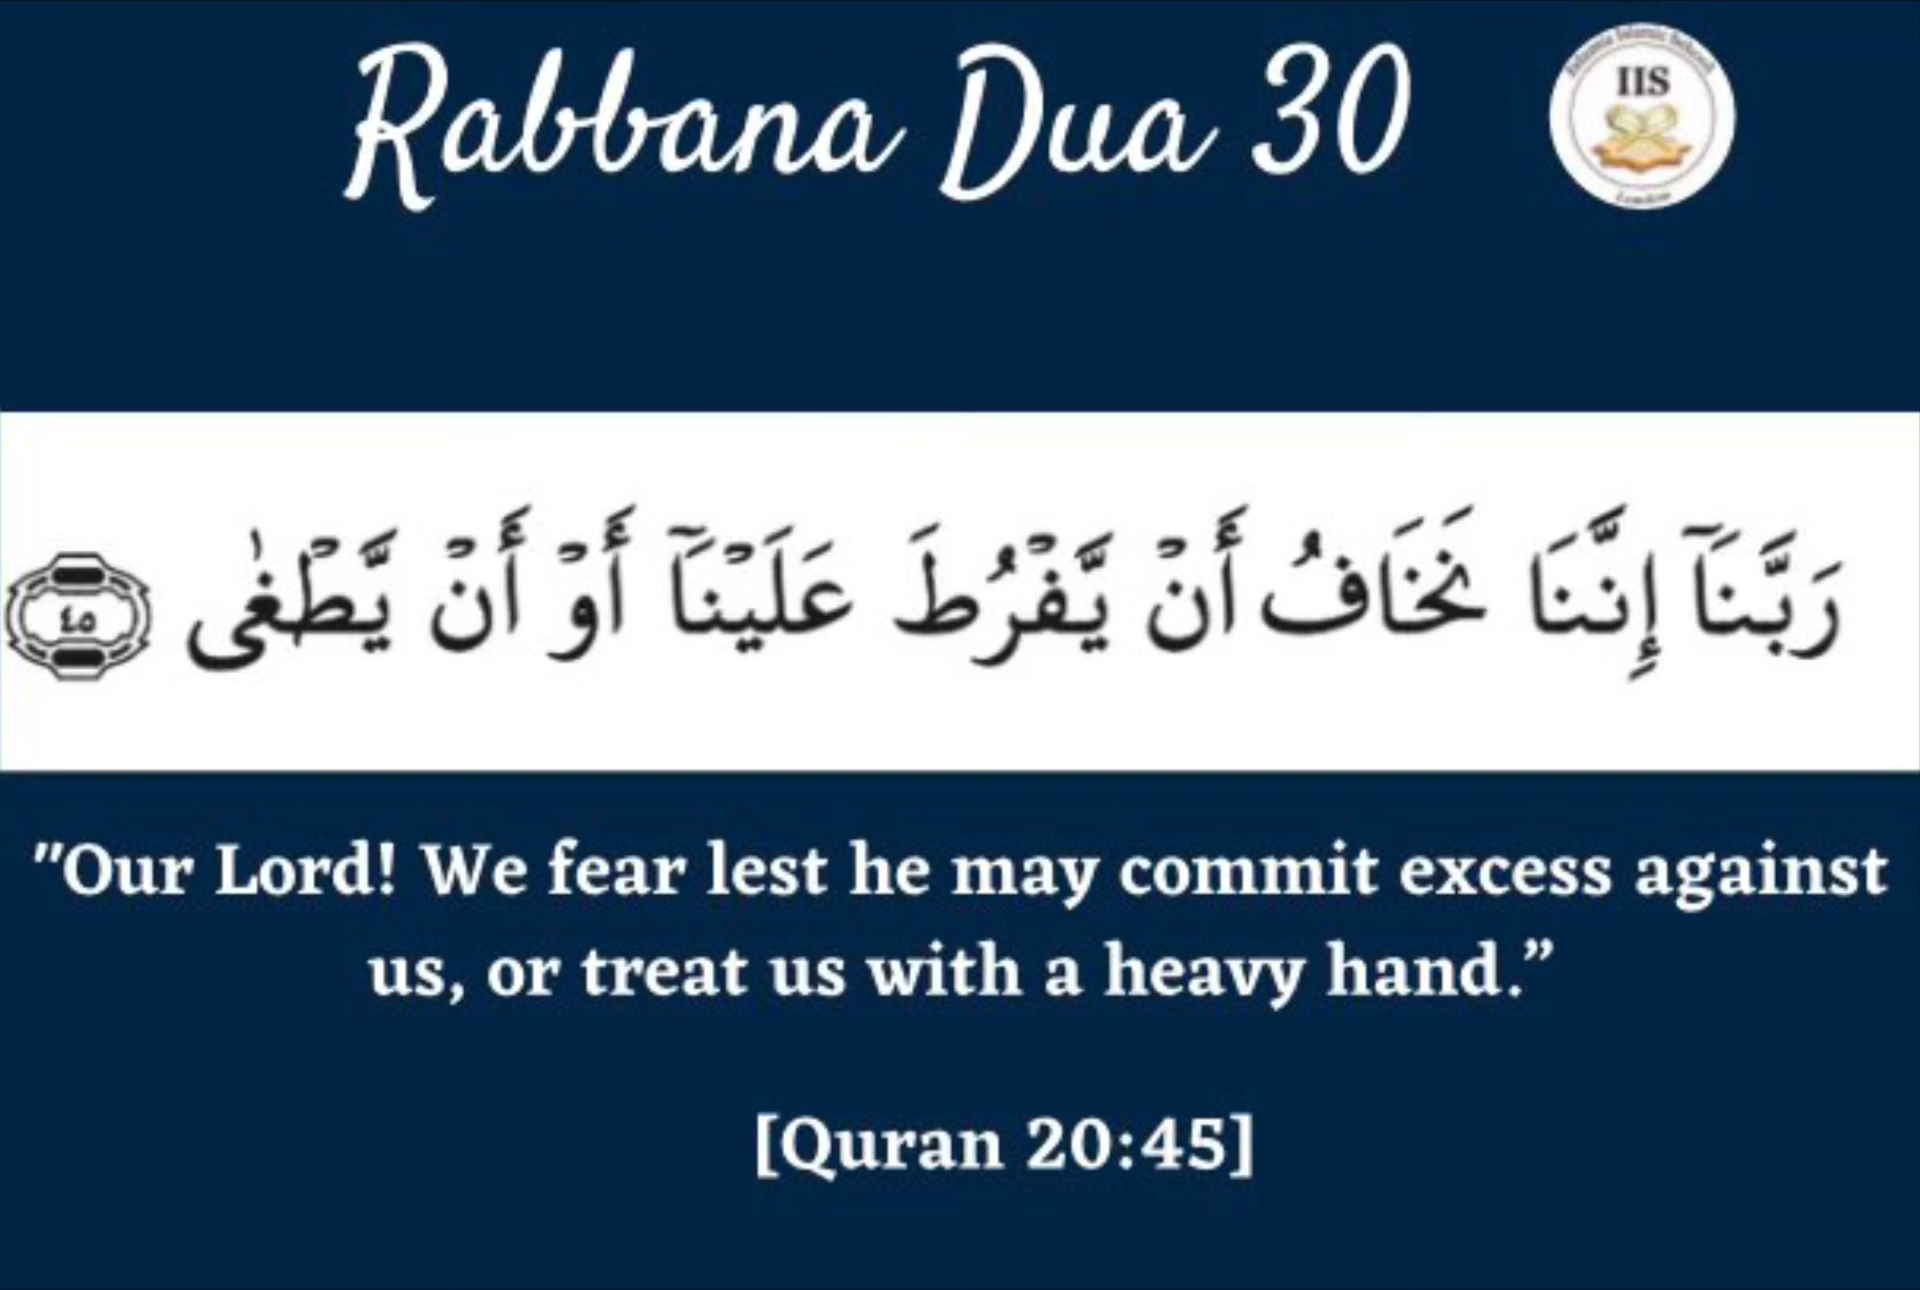 Rabbana Dua 30
IIS
London
رَبَّنَآ إِنَّنَا نَخَافُ أَنْ يَّفْرُطَ عَلَيْنَآ أَوْ أَنْ يَّطْغٰى ٤٥
"Our Lord! We fear lest he may commit excess against
us, or treat us with a heavy hand.”
[Quran 20:45]